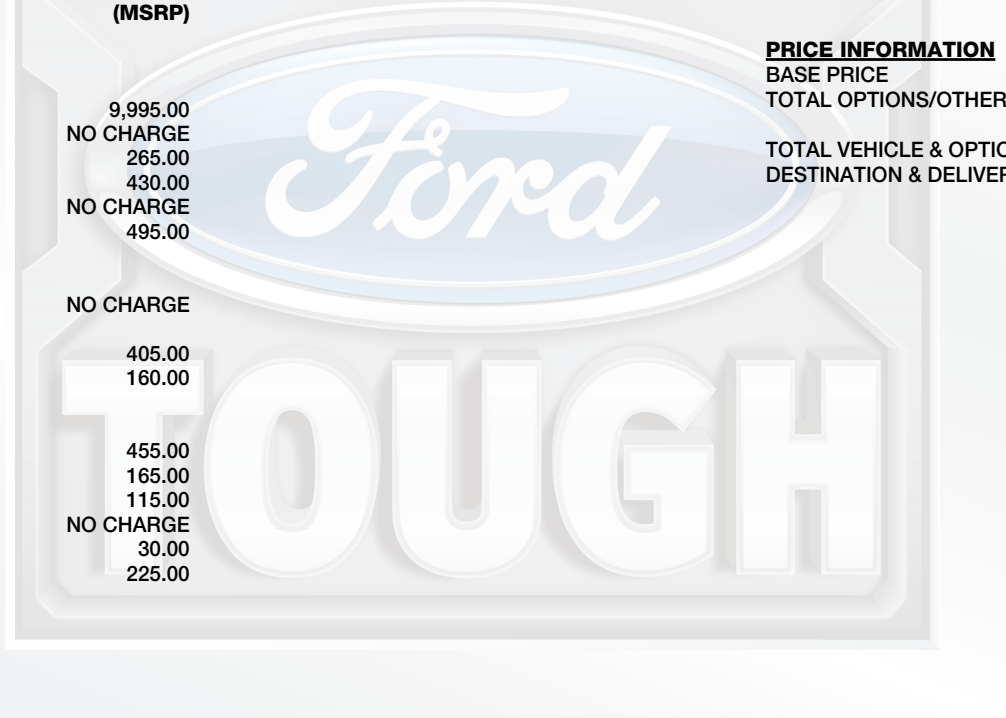 (MSRP)
9,995.00
NO CHARGE
265.00
430.00
NO CHARGE
495.00
NO CHARGE
405.00
160.00
455.00
165.00
115.00
NO CHARGE
30.00
225.00
PRICE INFORMATION
BASE PRICE
TOTAL OPTIONS/OTHER
TOTAL VEHICLE & OPTIO
DESTINATION & DELIVER
Ford
TOUGH